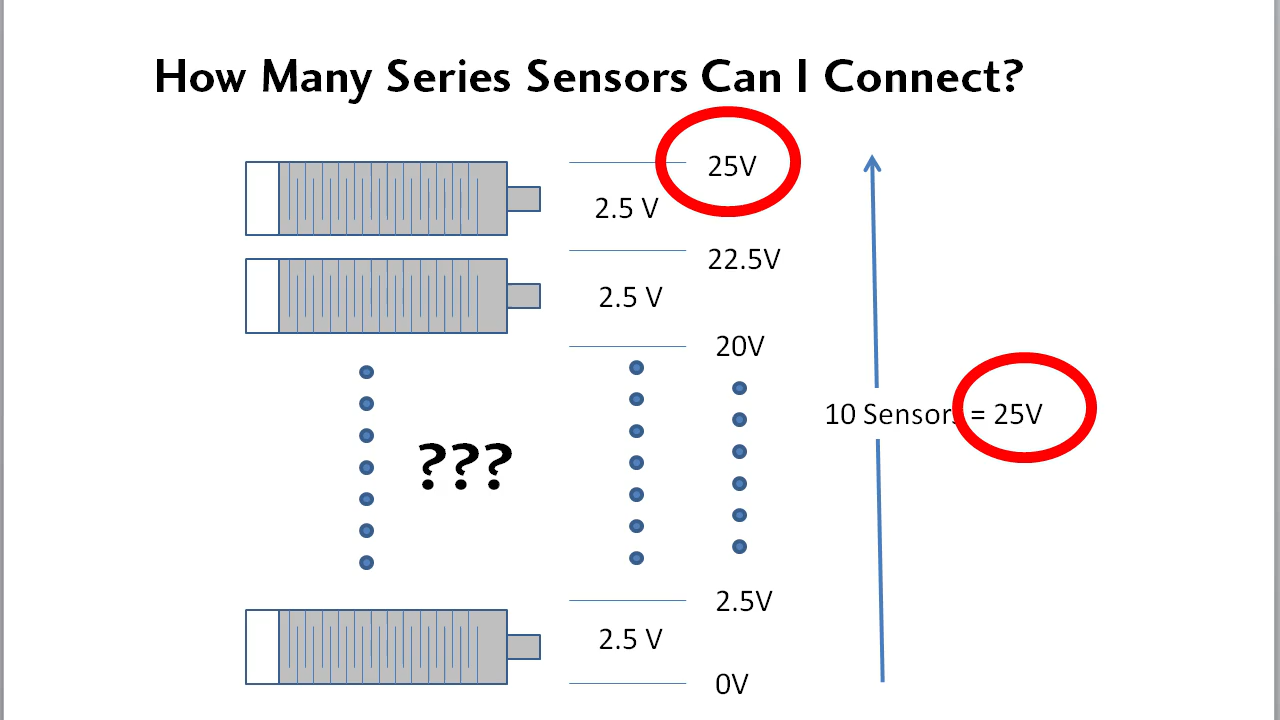 How Many Series Sensors Can I Connect?
25V
2.5 V
22.5V
2.5 V
20V
10 Sensors = 25V
???
2.5V
2.5 V
0V